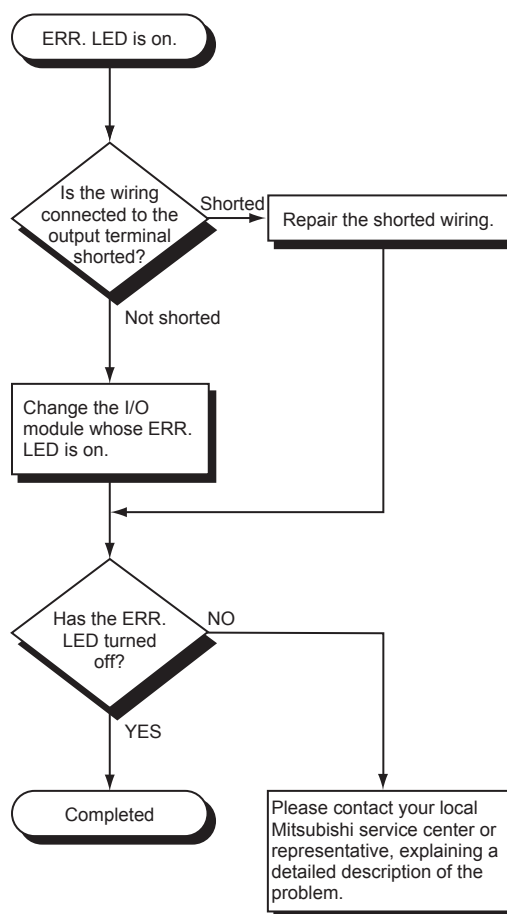 ERR. LED is on.
Is the wiring
connected to the
output terminal
shorted?
Shorted
Repair the shorted wiring.
Not shorted
Change the I/O
module whose ERR.
LED is on.
Has the ERR.
LED turned
off?
NO
YES
Completed
Please contact your local
Mitsubishi service center or
representative, explaining a
detailed description of the
problem.